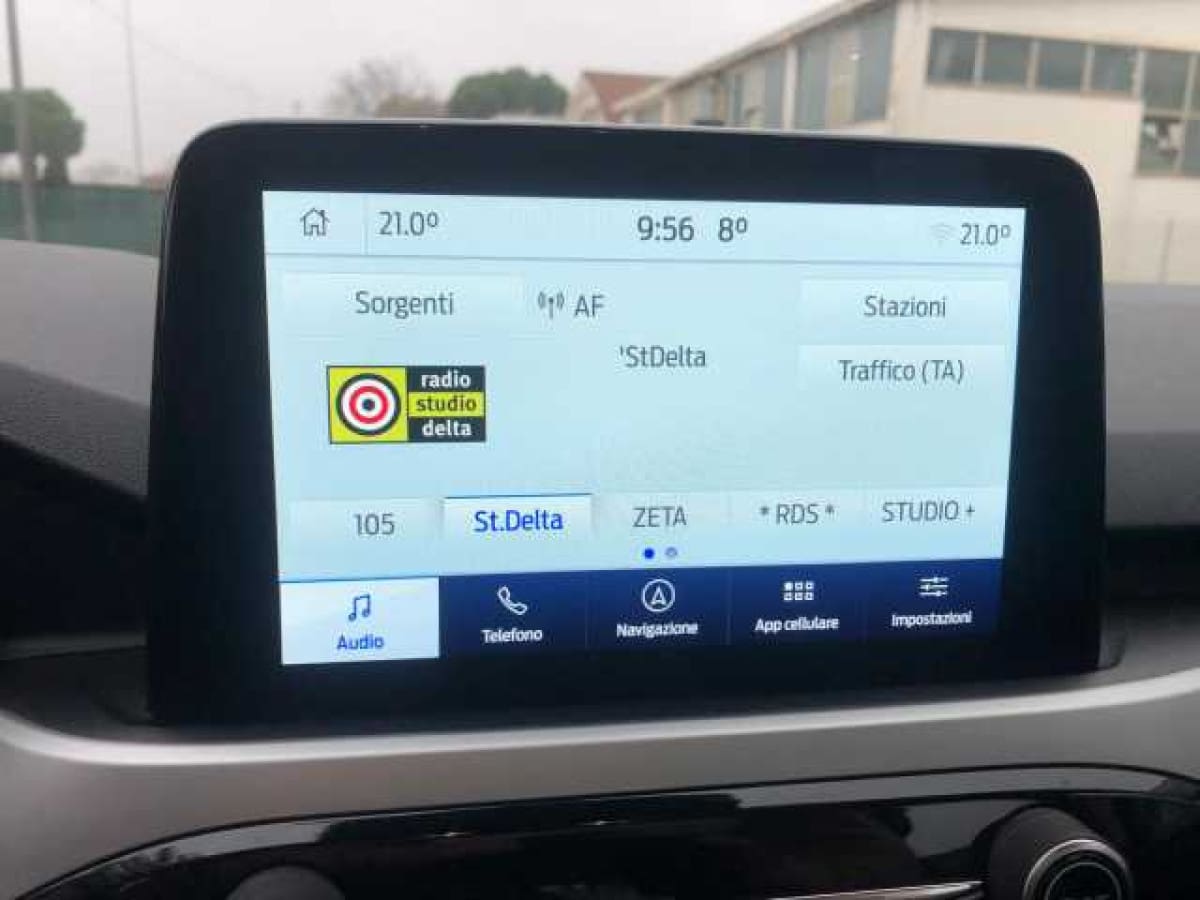 21.0° 9:56 8° 21.0°
Sorgenti AF Stazioni
'StDelta
Traffico (TA)
radio
studio
delta
105 St.Delta ZETA * RDS * STUDIO +
Audio Telefono Navigazione App cellulare Impostazioni